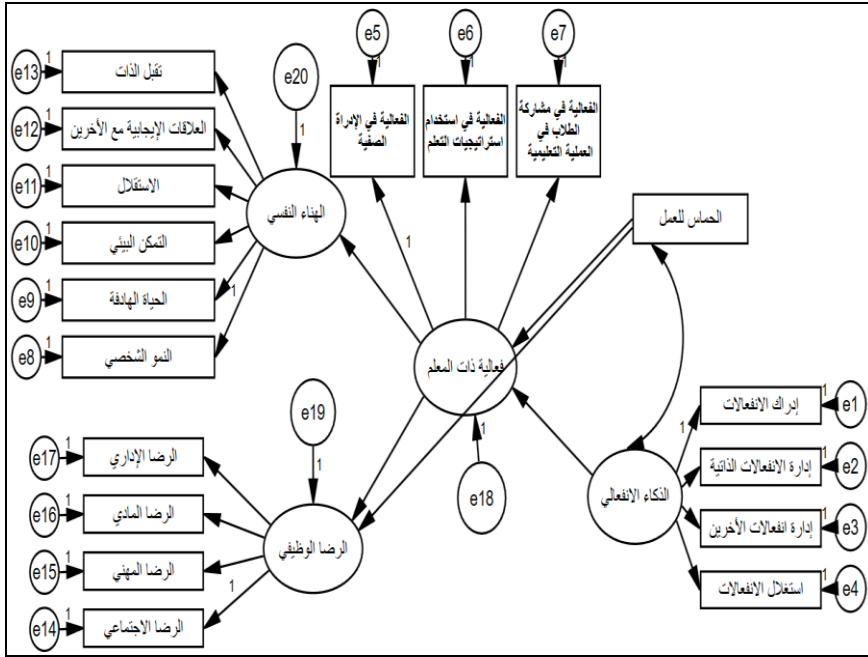 e5
e6
e7
1
1
1
الفعالية في الإدراة
الصفية
الفعالية في استخدام
استراتيجيات التعلم
الفعالية في مشاركة
الطلاب في
العملية التعليمية
e13
1
تقبل الذات
e12
1
العلاقات الإيجابية مع الأخرين
e11
1
الاستقلال
e10
1
التمكن البيئي
e9
1
الحياة الهادفة
e8
1
النمو الشخصي
1
e20
1
الهناء النفسي
الحماس للعمل
1
فعالية ذات المعلم
e18
1
e19
1
الرضا الوظيفي
e17
1
الرضا الإداري
e16
1
الرضا المادي
e15
1
الرضا المهني
e14
1
الرضا الاجتماعي
1
الذكاء الانفعالي
1
إدراك الانفعالات
1
e1
إدارة الانفعالات الذاتية
1
e2
إدارة انفعالات الأخرين
1
e3
استغلال الانفعالات
1
e4